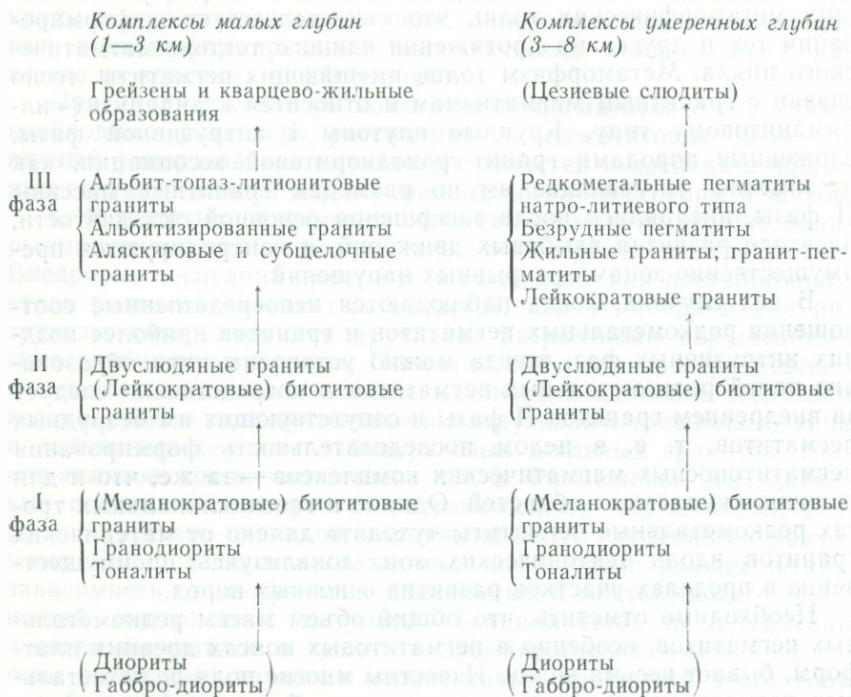 Комплексы малых глубин
(1—3 км)
Грейзены и кварцево-жильные
образования
III
фаза
Альбит-топаз-литионитовые
граниты
Альбитизированные граниты
Аляскитовые и субщелочные
граниты
II
фаза
Двуслюдяные граниты
(Лейкократовые) биотитовые
граниты
I
фаза
(Меланократовые) биотитовые
граниты
Гранодиориты
Тоналиты
(Диориты
Габбро-диориты)
Комплексы умеренных глубин
(3—8 км)
(Цезиевые слюдиты)
Редкометальные пегматиты
натро-литиевого типа
Безрудные пегматиты
Жильные граниты; гранит-пег-
матиты
Лейкократовые граниты
Двуслюдяные граниты
(Лейкократовые) биотитовые
граниты
(Меланократовые) биотитовые
граниты
Гранодиориты
Тоналиты
(Диориты
Габбро-диориты)